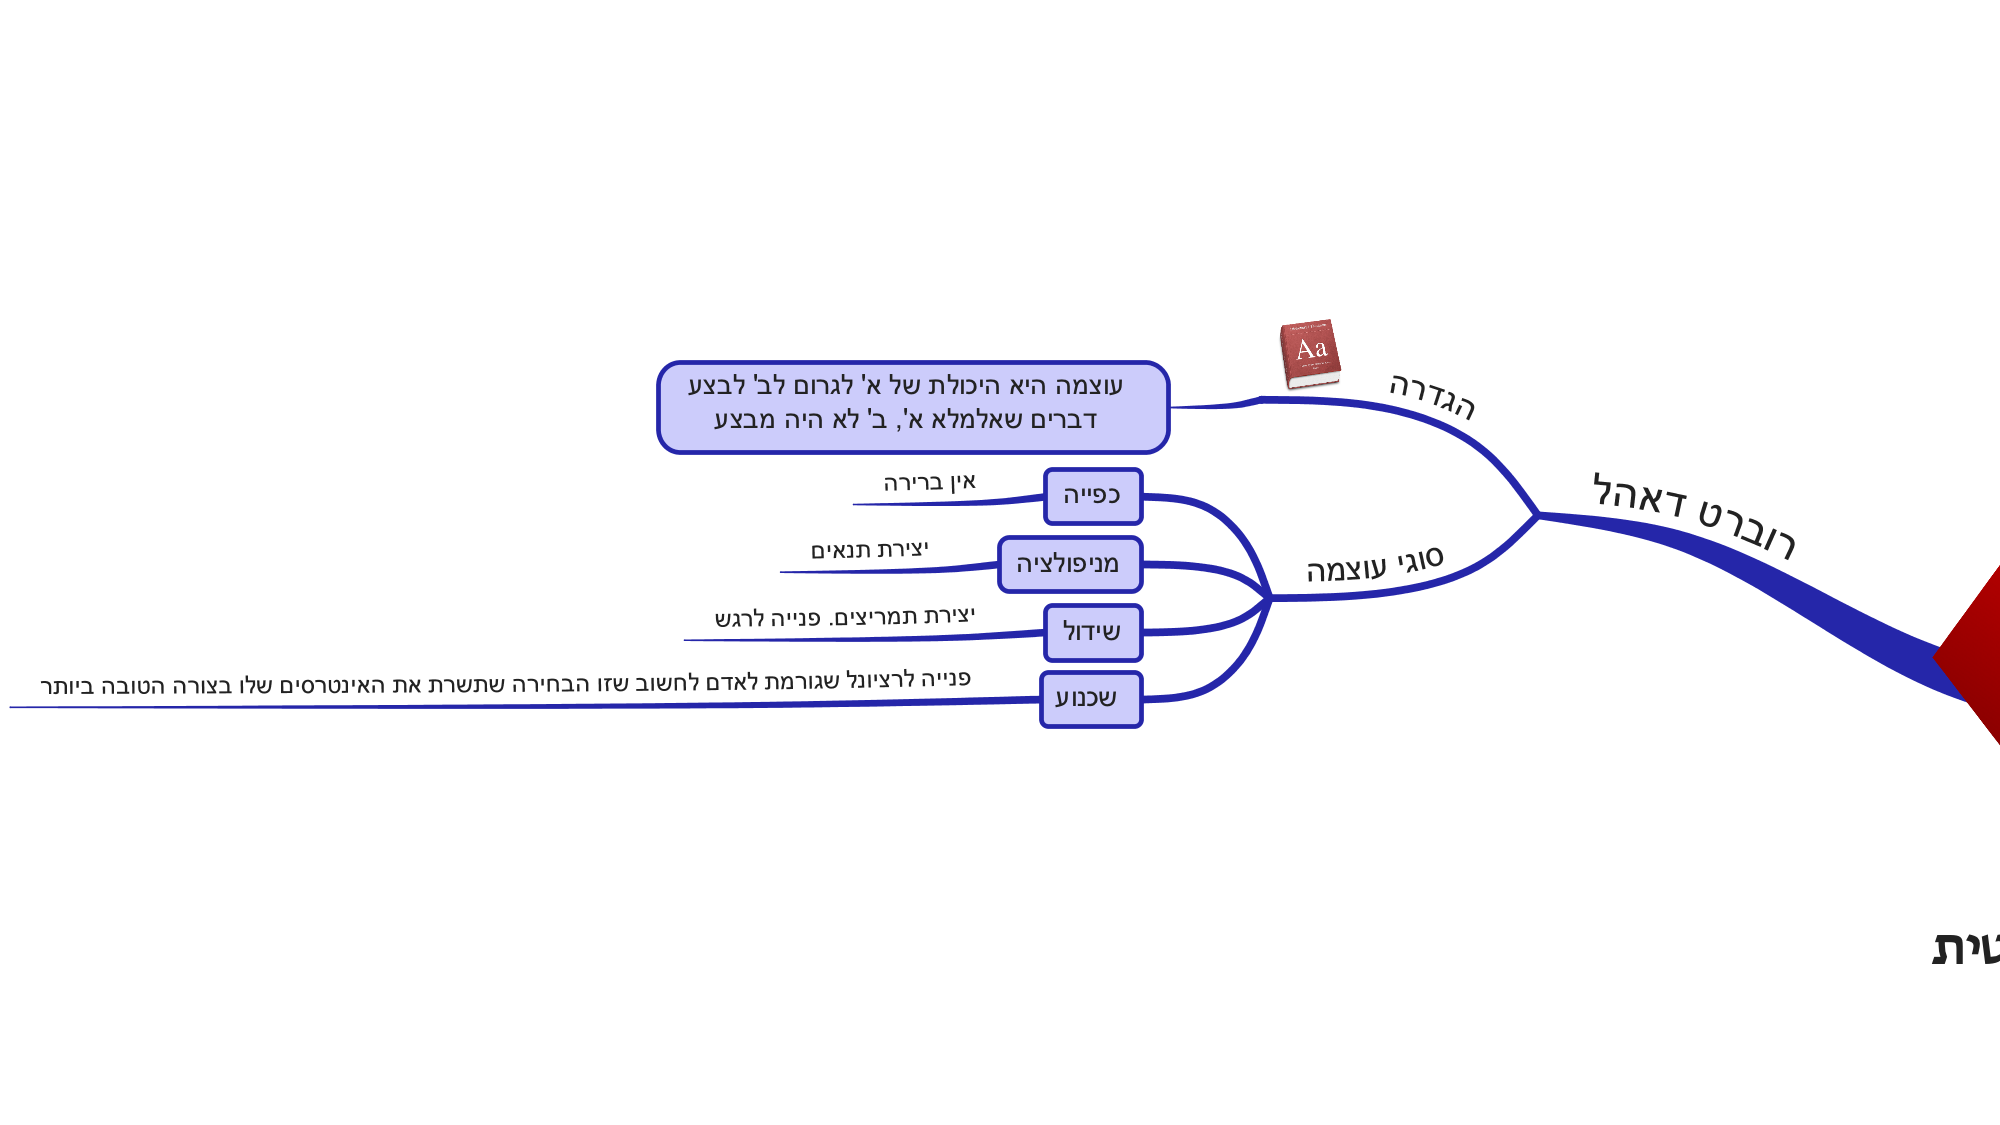 רוברט דאהל
הגדרה
Aa
עוצמה היא היכולת של א' לגרום לב' לבצע
דברים שאלמלא א', ב' לא היה מבצע
סוגי עוצמה
כפייה
אין ברירה
מניפולציה
יצירת תנאים
שידול
יצירת תמריצים. פנייה לרגש
שכנוע
פנייה לרציונל שגורמת לאדם לחשוב שזו הבחירה שתשרת את האינטרסים שלו בצורה הטובה ביותר